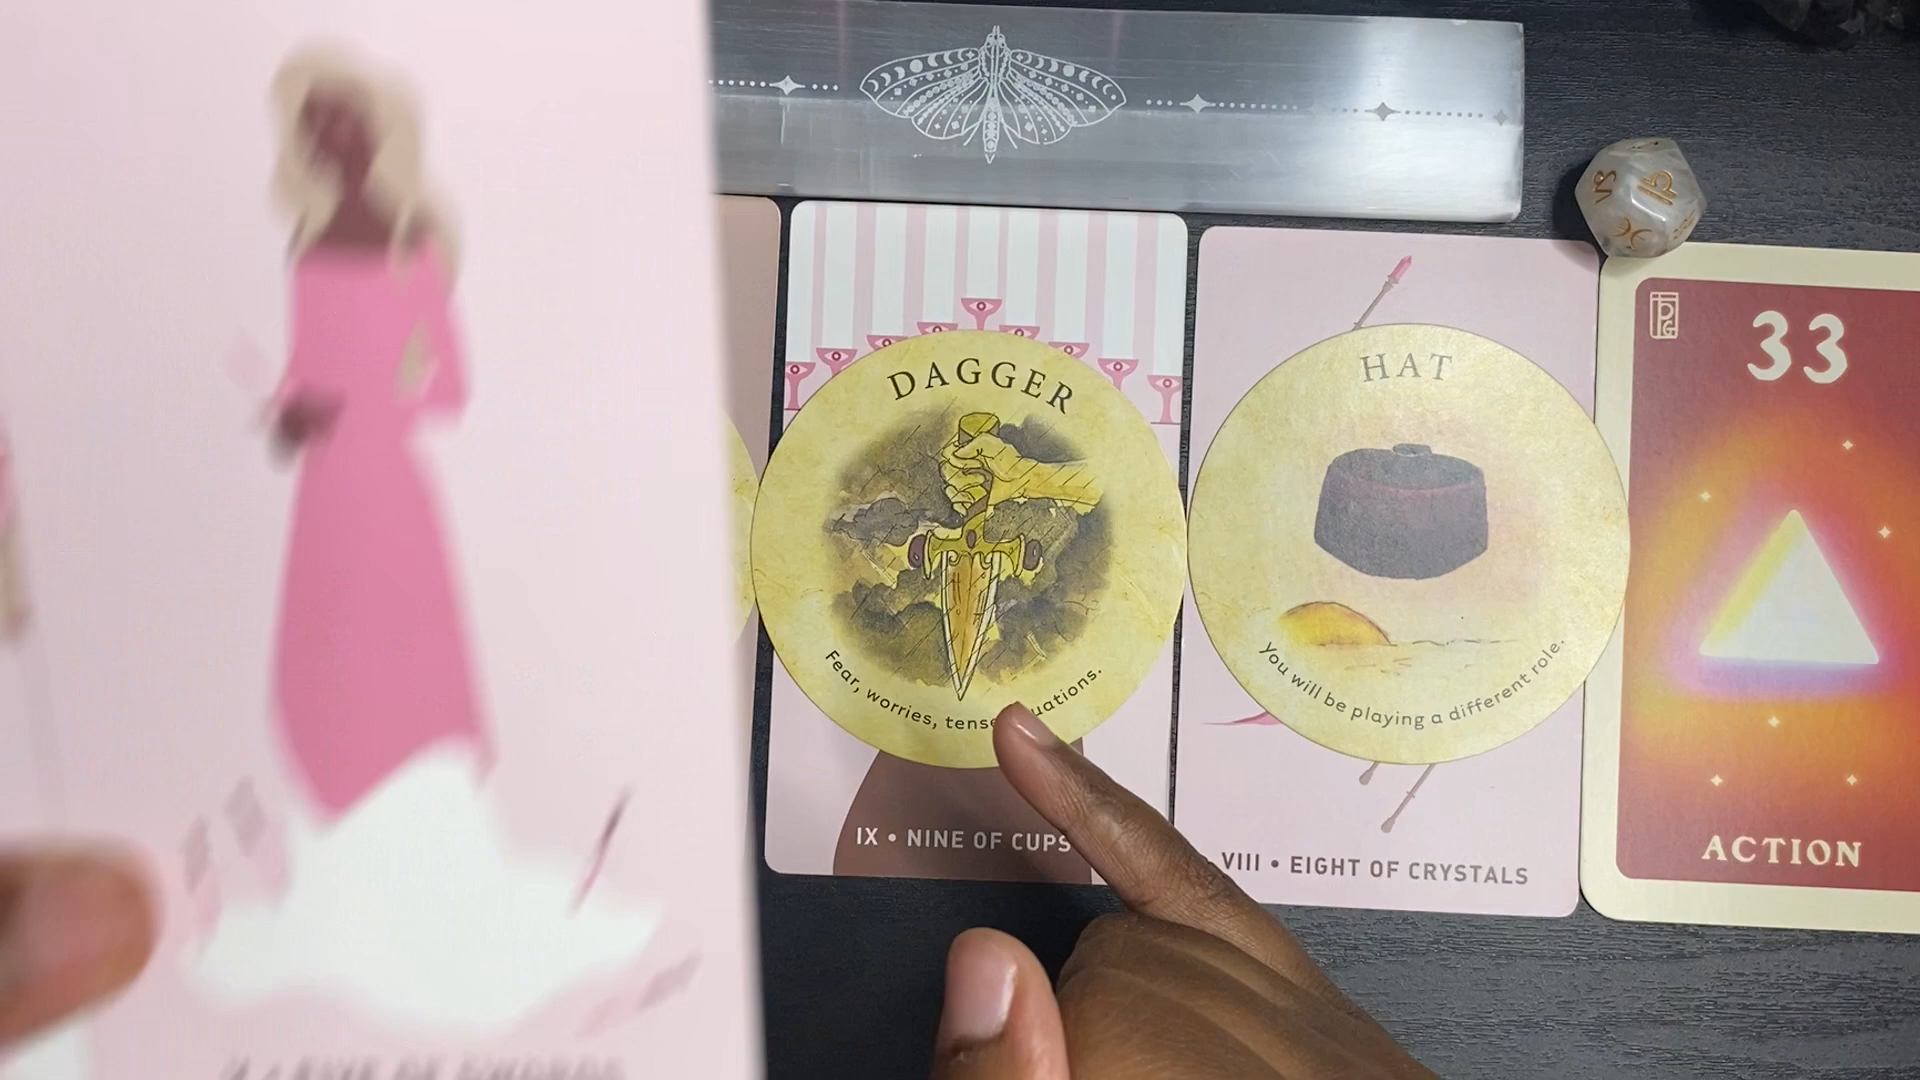 DAGGER
Fear, worries, tense
IX • NINE OF CUPS
HAT
You will be playing a different role.
VIII • EIGHT OF CRYSTALS
33
ACTION